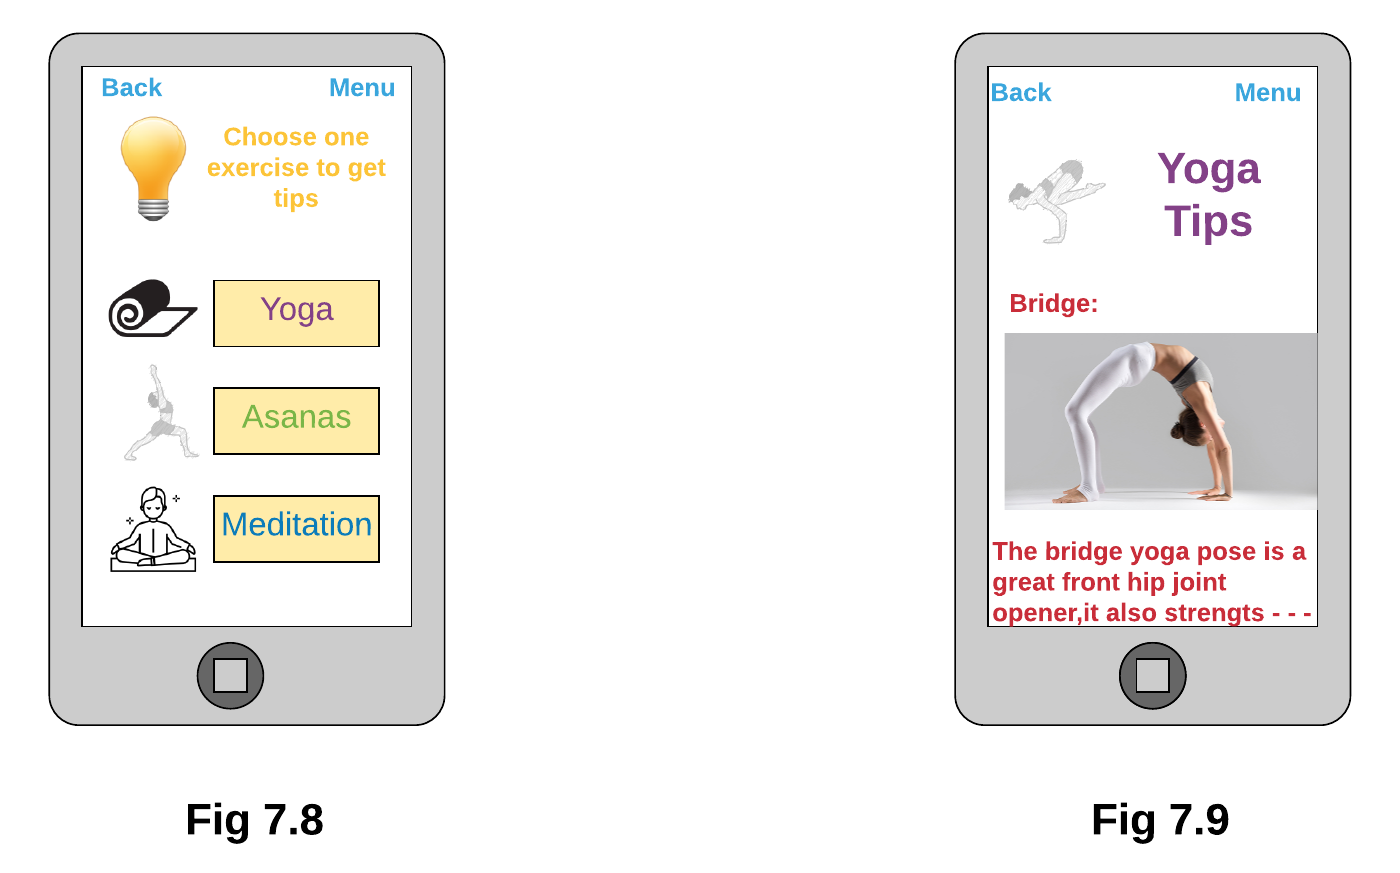 Back Menu
Choose one
exercise to get
tips
Yoga
Asanas
Meditation
Fig 7.8
Back Menu
Yoga
Tips
Bridge:
The bridge yoga pose is a
great front hip joint
opener,it also strengts - - -
Fig 7.9